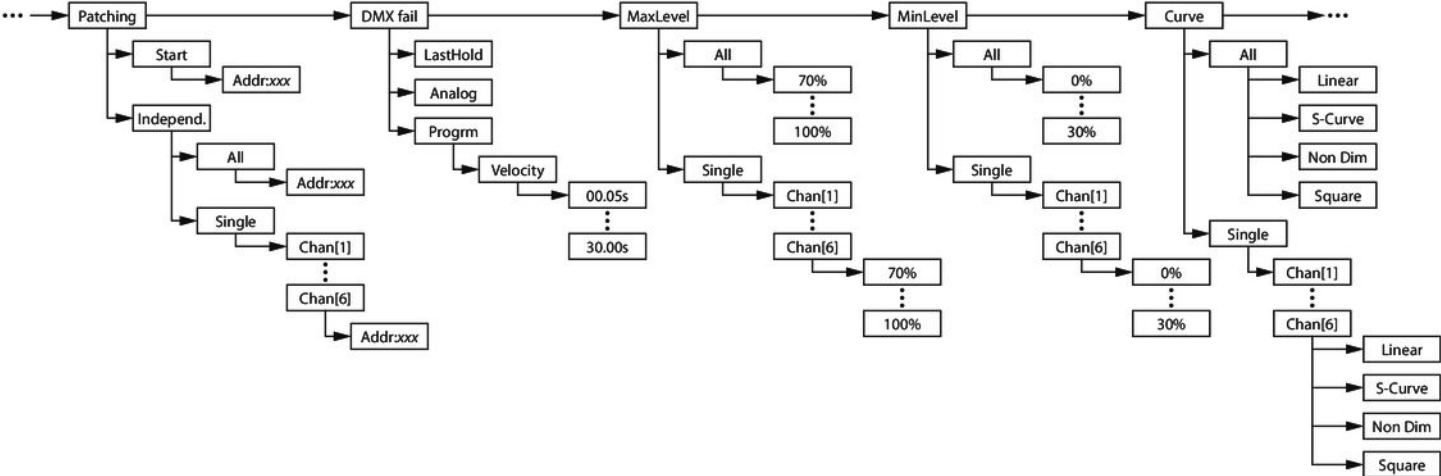 Patching
DMX fail
MaxLevel
MinLevel
Curve
Start
Addr:xxx
Independ.
All
Addr:xxx
Single
Chan[1]
Chan[6]
Addr:xxx
LastHold
Analog
Progrm
Velocity
00.05s
30.00s
All
70%
100%
Single
Chan[1]
Chan[6]
70%
100%
All
0%
30%
Single
Chan[1]
Chan[6]
0%
30%
All
Linear
S-Curve
Non Dim
Square
Single
Chan[1]
Chan[6]
Linear
S-Curve
Non Dim
Square